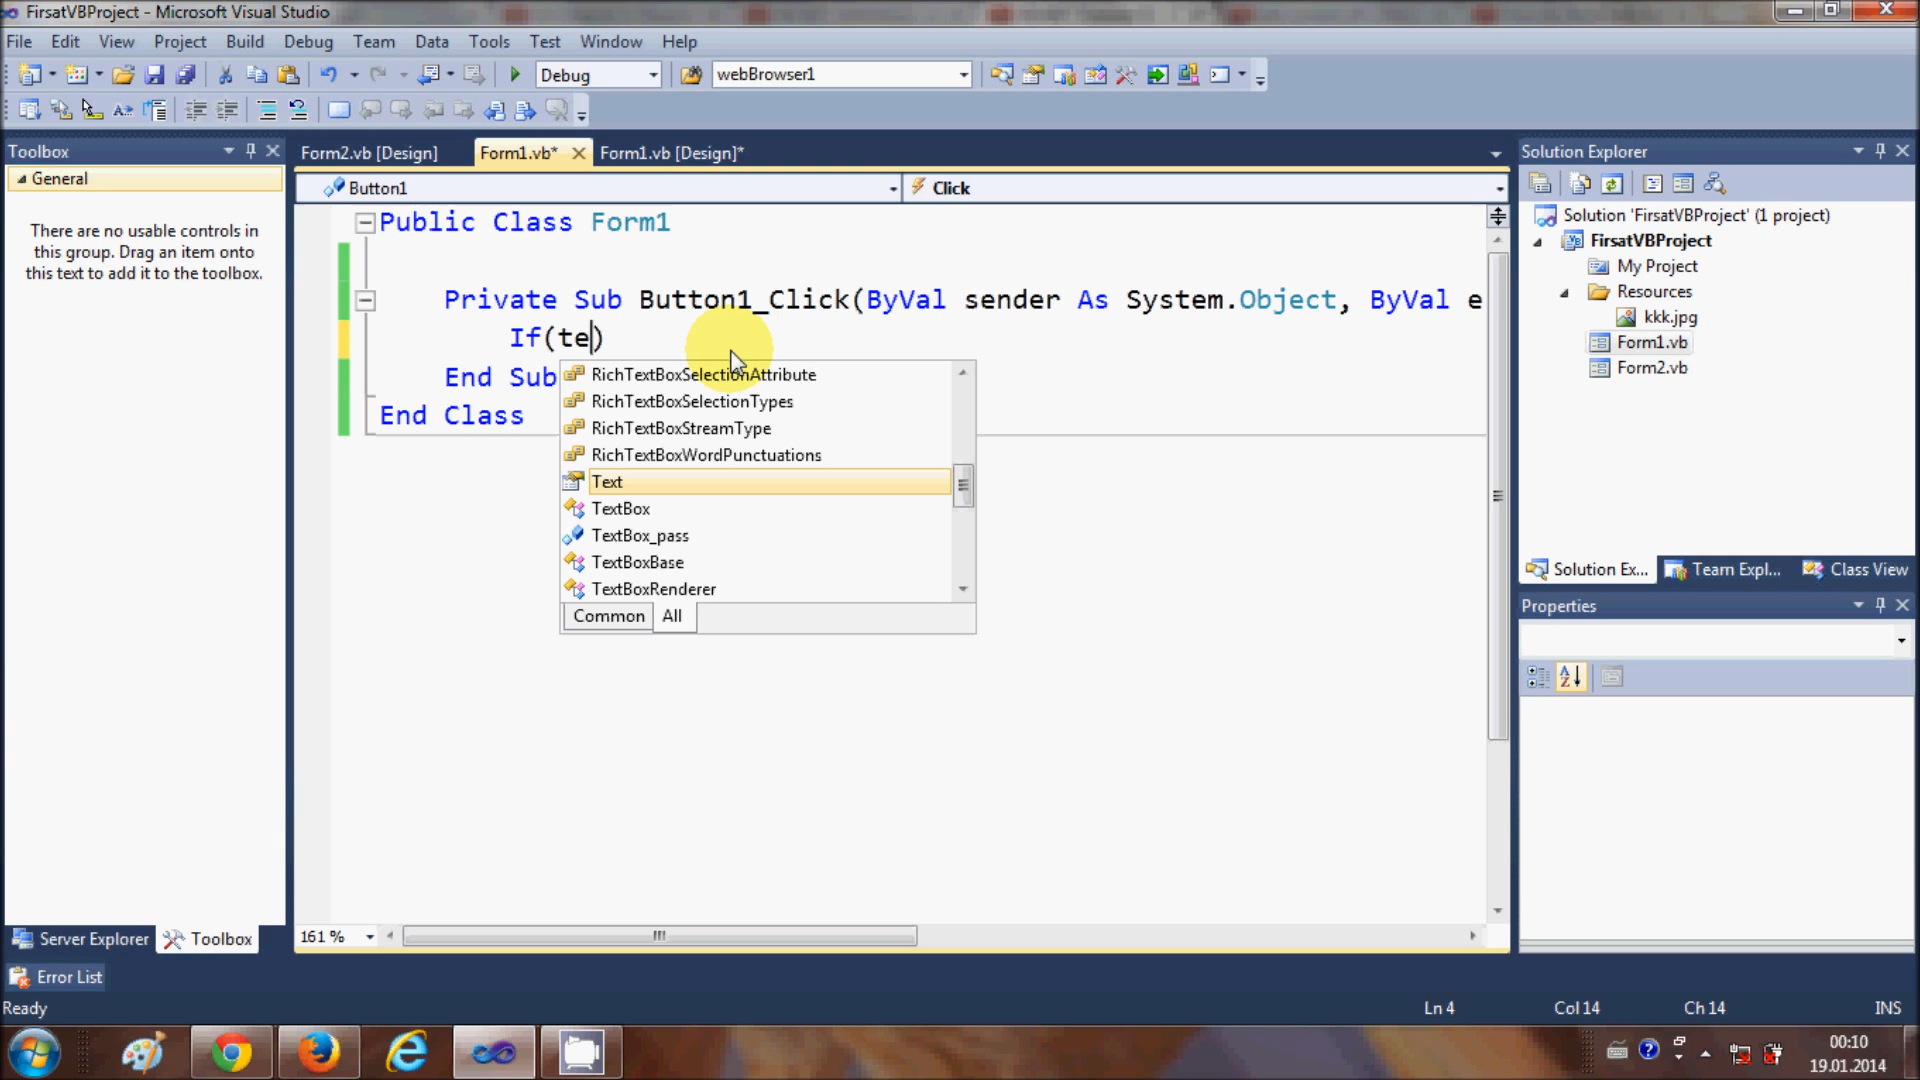 FirsatVBProject - Microsoft Visual Studio
File Edit View Project Build Debug Team Data Tools Test Window Help
Debug webBrowser1
Toolbox
General
There are no usable controls in
this group. Drag an item onto
this text to add it to the toolbox.
Server Explorer Toolbox
Form2.vb [Design] Form1.vb* Form1.vb [Design]*
Button1 Click
Public Class Form1
Private Sub Button1_Click(ByVal sender As System.Object, ByVal e
If(te)
End Sub
End Class
RichTextBoxSelectionAttribute
RichTextBoxSelectionTypes
RichTextBoxStreamType
RichTextBoxWordPunctuations
Text
TextBox
TextBox_pass
TextBoxBase
TextBoxRenderer
Common All
161 %
Solution Explorer
Solution 'FirsatVBProject' (1 project)
FirsatVBProject
My Project
Resources
kkk.jpg
Form1.vb
Form2.vb
Solution Ex... Team Expl... Class View
Properties
Error List
Ready Ln 4 Col 14 Ch 14 INS
00:10
19.01.2014